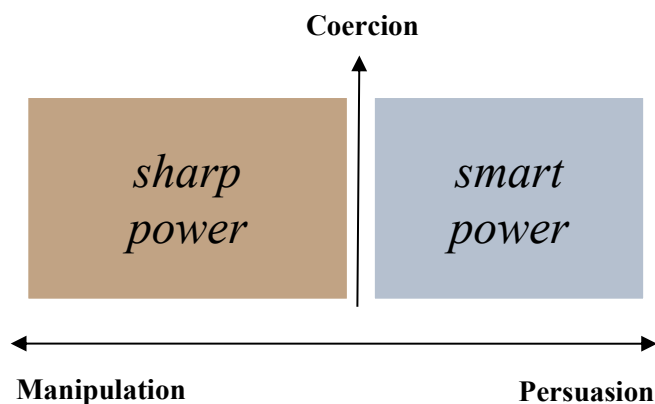 Coercion
sharp
power
smart
power
Manipulation
Persuasion